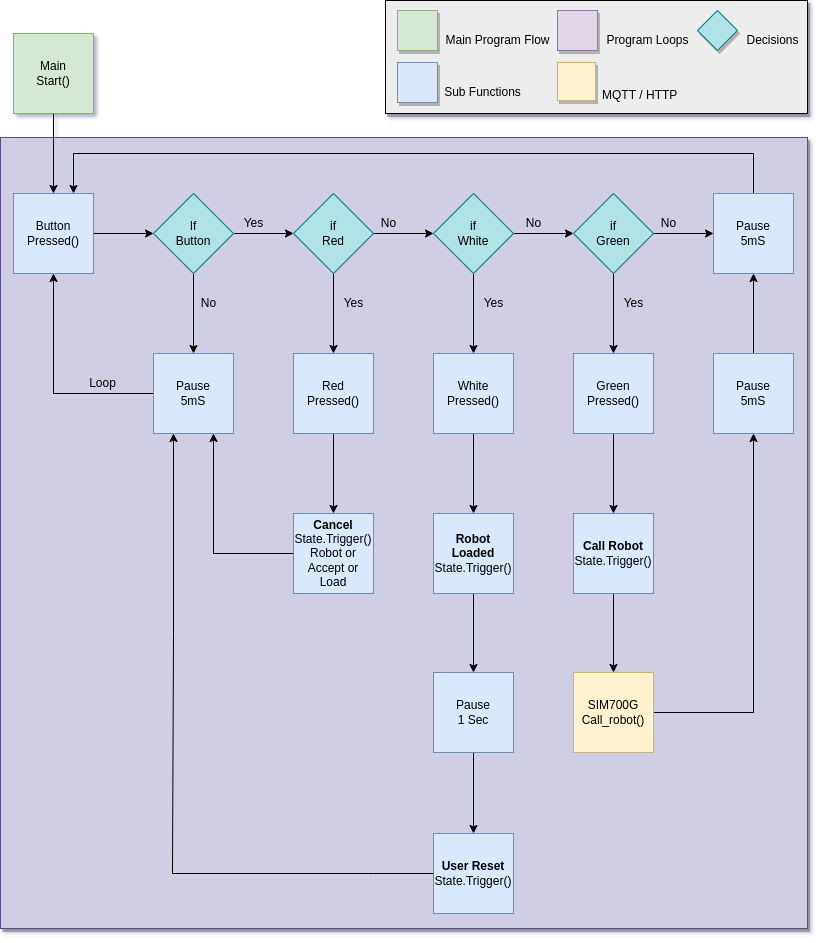 Main Program Flow
Program Loops
Decisions
Sub Functions
MQTT / HTTP
Main
Start()
Button
Pressed()
If
Button
Yes
if
Red
No
if
White
No
if
Green
No
Pause
5mS
No
Yes
Yes
Yes
Loop
Pause
5mS
Red
Pressed()
White
Pressed()
Green
Pressed()
Pause
5mS
Cancel
State.Trigger()
Robot or
Accept or
Load
Robot
Loaded
State.Trigger()
Call Robot
State.Trigger()
Pause
1 Sec
SIM700G
Call_robot()
User Reset
State.Trigger()